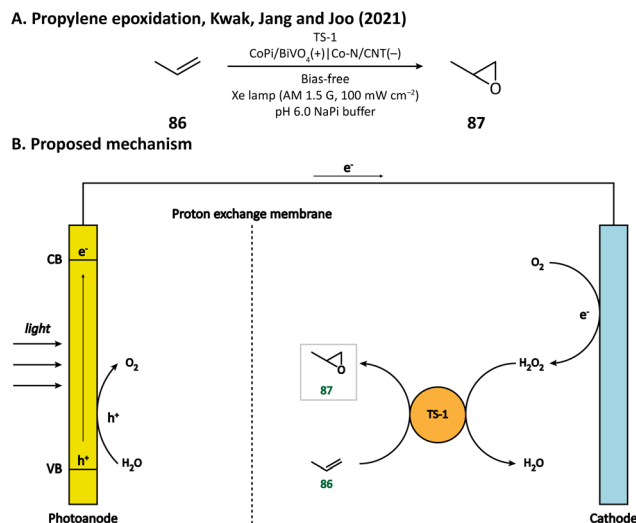 A. Propylene epoxidation, Kwak, Jang and Joo (2021)
TS-1
CoPi/BiVO₄(+)|Co-N/CNT(–)
Bias-free
Xe lamp (AM 1.5 G, 100 mW cm⁻²)
pH 6.0 NaPi buffer
O
86
87
B. Proposed mechanism
e⁻
Proton exchange membrane
CB
e⁻
O₂
e⁻
light
O₂
O
87
H₂O₂
h⁺
TS-1
VB
h⁺
H₂O
86
H₂O
Photoanode
Cathode